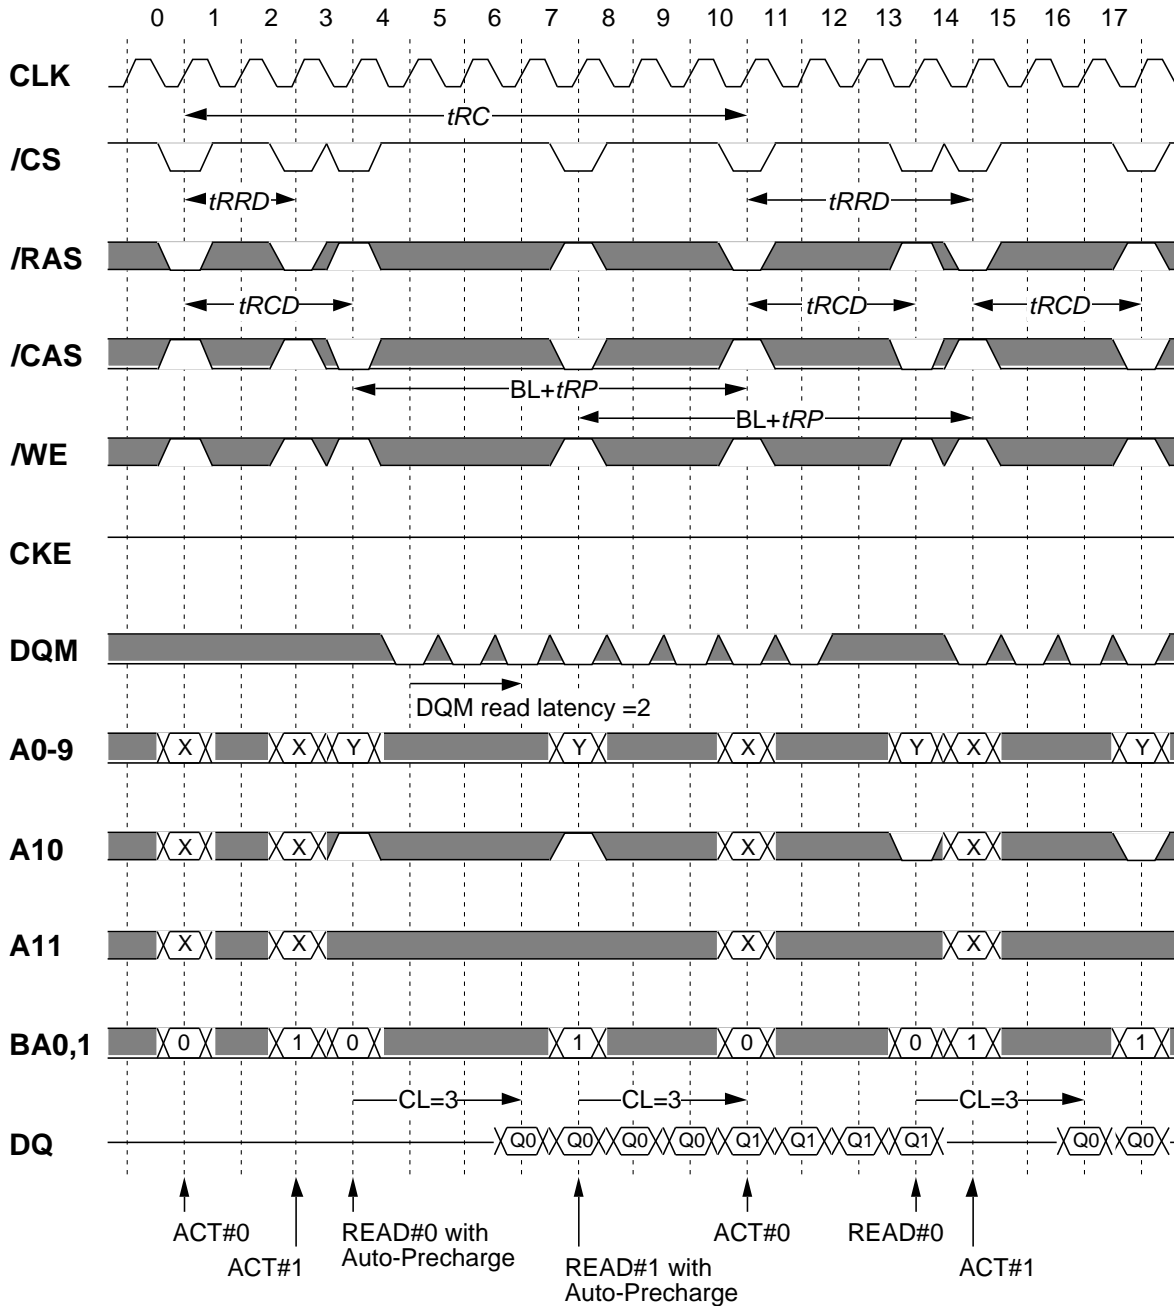 0 1 2 3 4 5 6 7 8 9 10 11 12 13 14 15 16 17
CLK
tRC
/CS
tRRD tRRD
/RAS
tRCD tRCD tRCD
/CAS
BL+tRP
BL+tRP
/WE
CKE
DQM
DQM read latency =2
A0-9 X X Y Y X Y X Y
A10 X X X X
A11 X X X X
BA0,1 0 1 0 1 0 0 1 1
CL=3 CL=3 CL=3
DQ Q0 Q0 Q0 Q0 Q1 Q1 Q1 Q1 Q0 Q0
ACT#0 READ#0 with ACT#0 READ#0
Auto-Precharge
ACT#1 READ#1 with ACT#1
Auto-Precharge